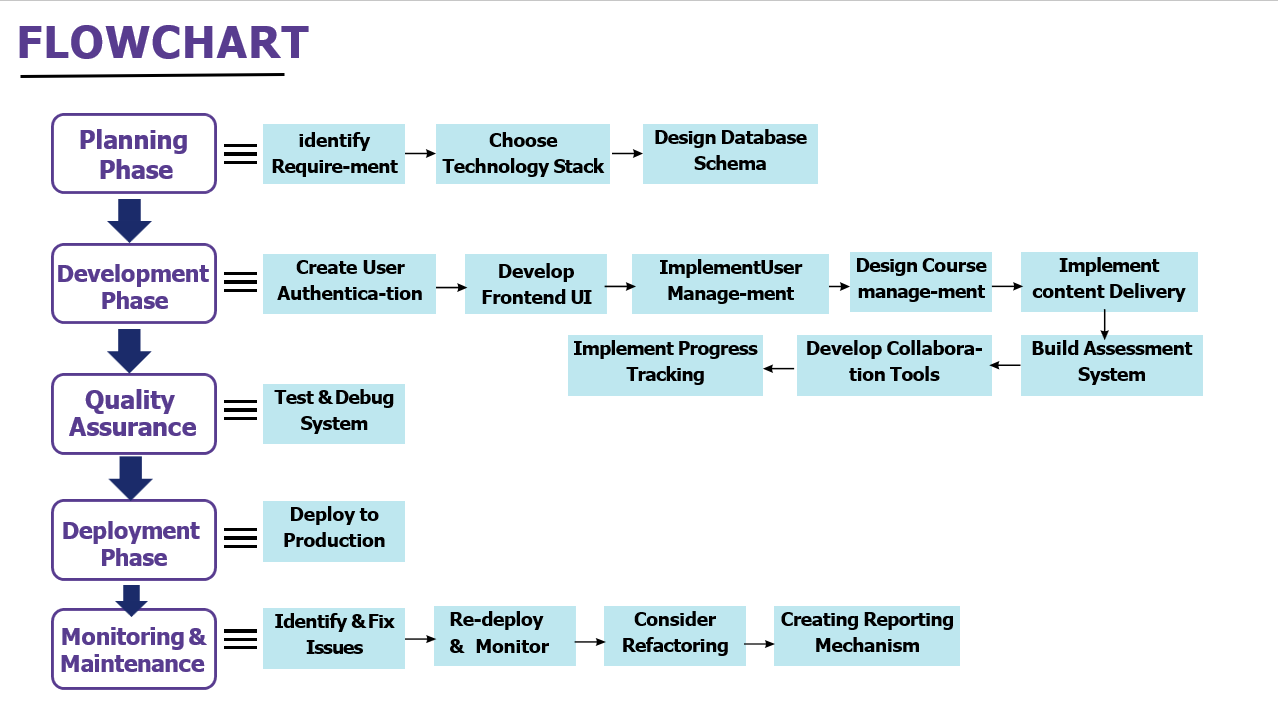 FLOWCHART
Planning
Phase
identify
Require-ment
Choose
Technology Stack
Design Database
Schema
Development
Phase
Create User
Authentica-tion
Develop
Frontend UI
ImplementUser
Manage-ment
Design Course
manage-ment
Implement
content Delivery
Build Assessment
System
Develop Collabora-
tion Tools
Implement Progress
Tracking
Quality
Assurance
Test & Debug
System
Deployment
Phase
Deploy to
Production
Monitoring &
Maintenance
Identify & Fix
Issues
Re-deploy
& Monitor
Consider
Refactoring
Creating Reporting
Mechanism